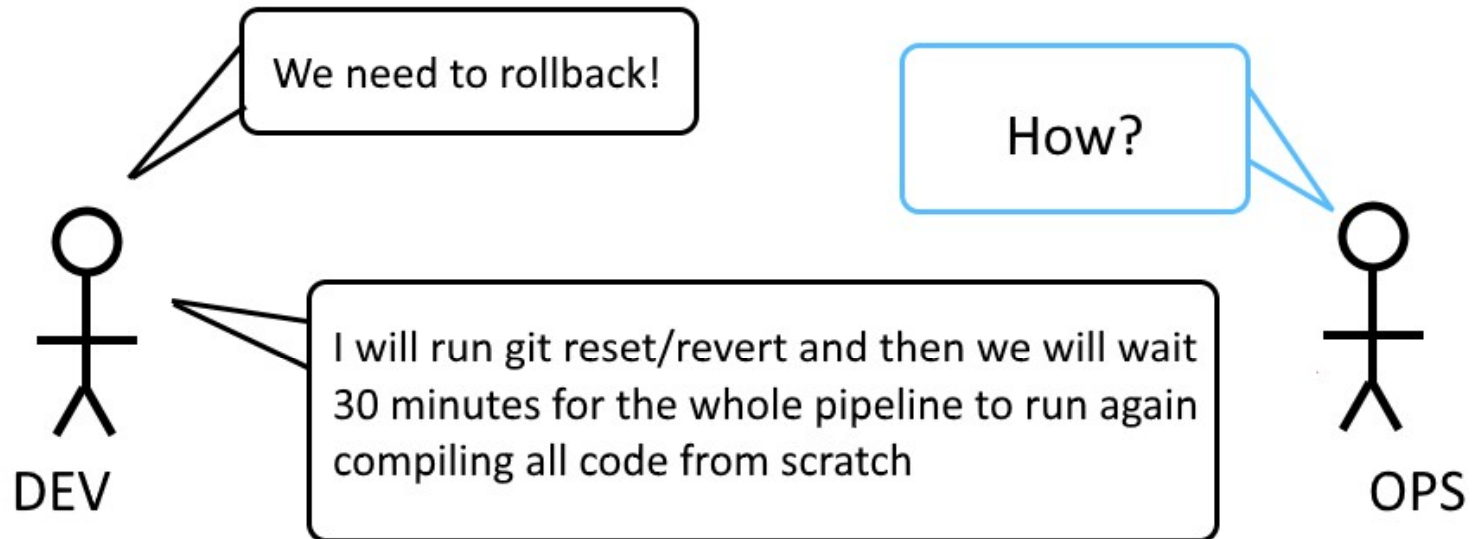 We need to rollback!
How?
I will run git reset/revert and then we will wait
30 minutes for the whole pipeline to run again
compiling all code from scratch
DEV
OPS